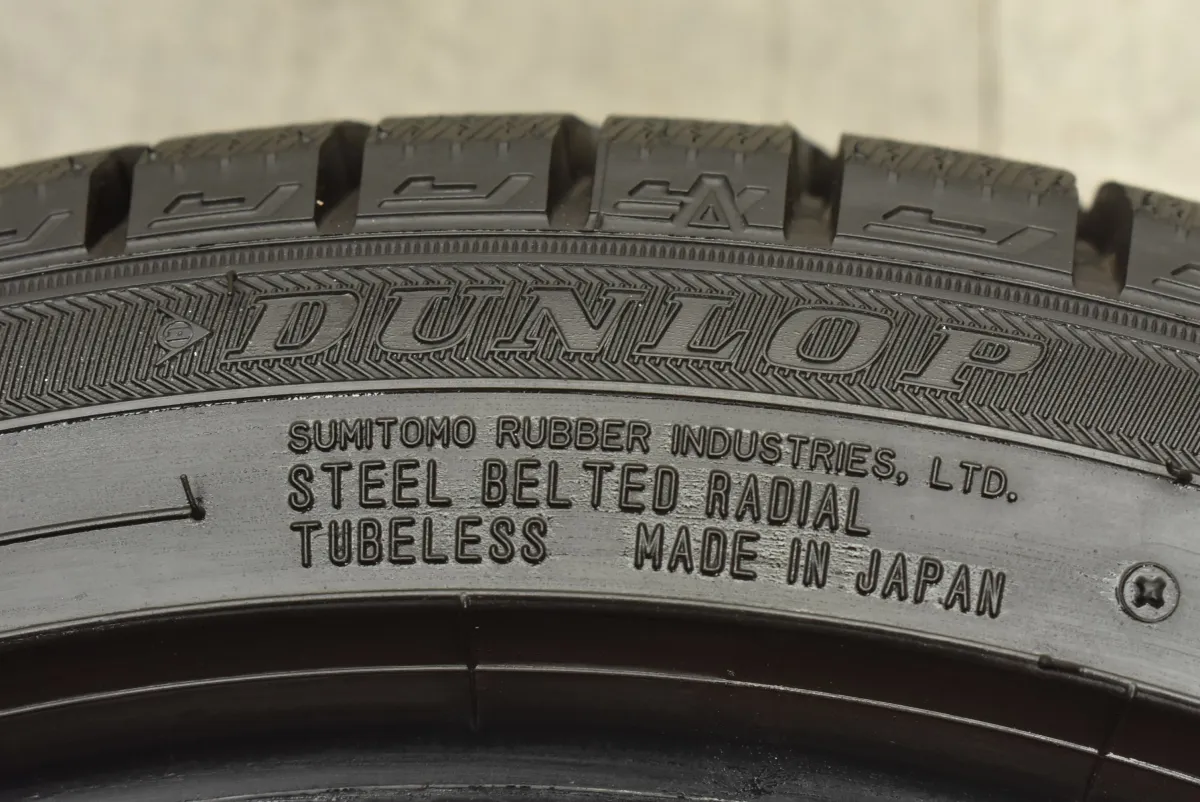 DUNLOP
SUMITOMO RUBBER INDUSTRIES, LTD.
STEEL BELTED RADIAL
TUBELESS MADE IN JAPAN